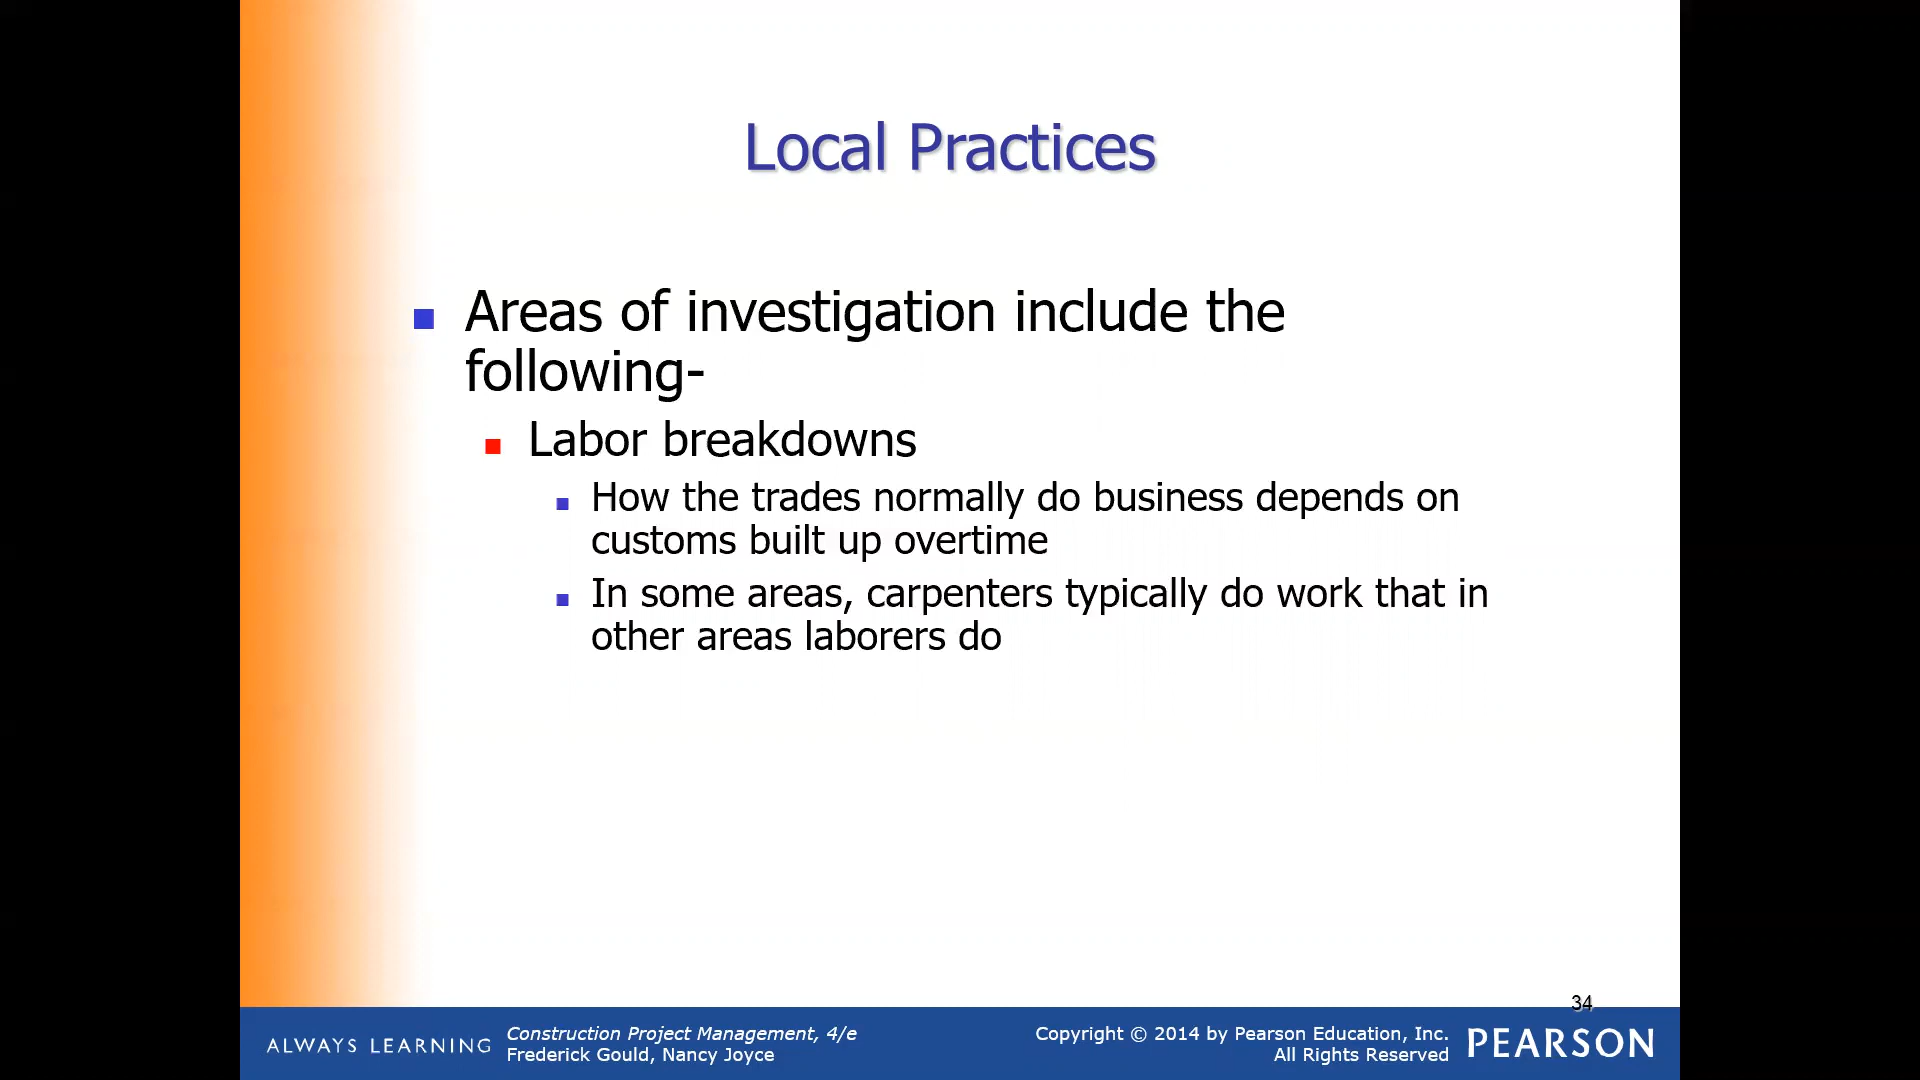 Local Practices
Areas of investigation include the
following-
Labor breakdowns
How the trades normally do business depends on
customs built up overtime
In some areas, carpenters typically do work that in
other areas laborers do
34
ALWAYS LEARNING
Construction Project Management, 4/e
Frederick Gould, Nancy Joyce
Copyright © 2014 by Pearson Education, Inc.
All Rights Reserved
PEARSON